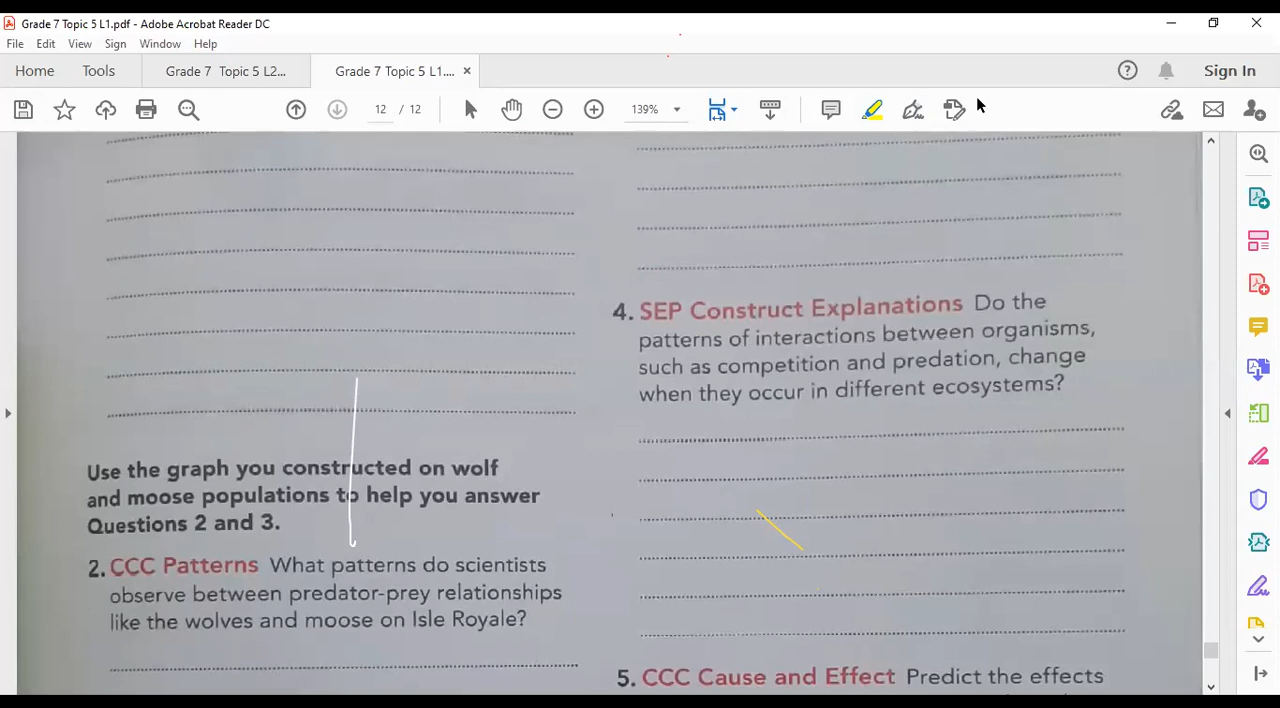 Grade 7 Topic 5 L1.pdf - Adobe Acrobat Reader DC
File Edit View Sign Window Help
Home Tools Grade 7 Topic 5 L2... Grade 7 Topic 5 L1.... × Sign In
12 / 12 139%
Use the graph you constructed on wolf
and moose populations to help you answer
Questions 2 and 3.
2. CCC Patterns What patterns do scientists
observe between predator-prey relationships
like the wolves and moose on Isle Royale?
4. SEP Construct Explanations Do the
patterns of interactions between organisms,
such as competition and predation, change
when they occur in different ecosystems?
5. CCC Cause and Effect Predict the effects